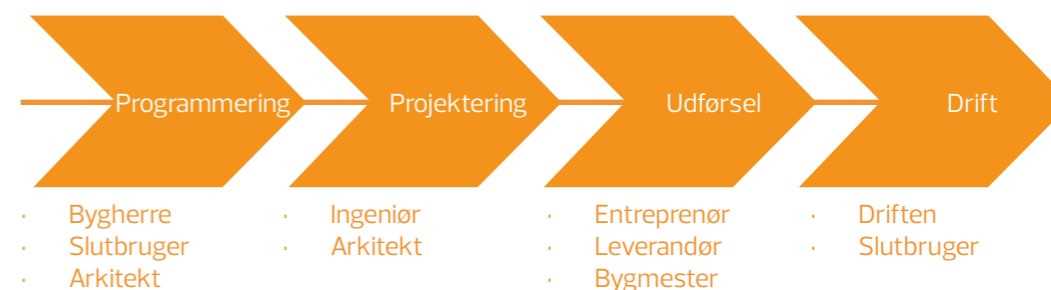 Programmering
Projektering
Udførsel
Drift
· Bygherre
· Slutbruger
· Arkitekt
· Ingeniør
· Arkitekt
· Entreprenør
· Leverandør
· Bygmester
· Driften
· Slutbruger